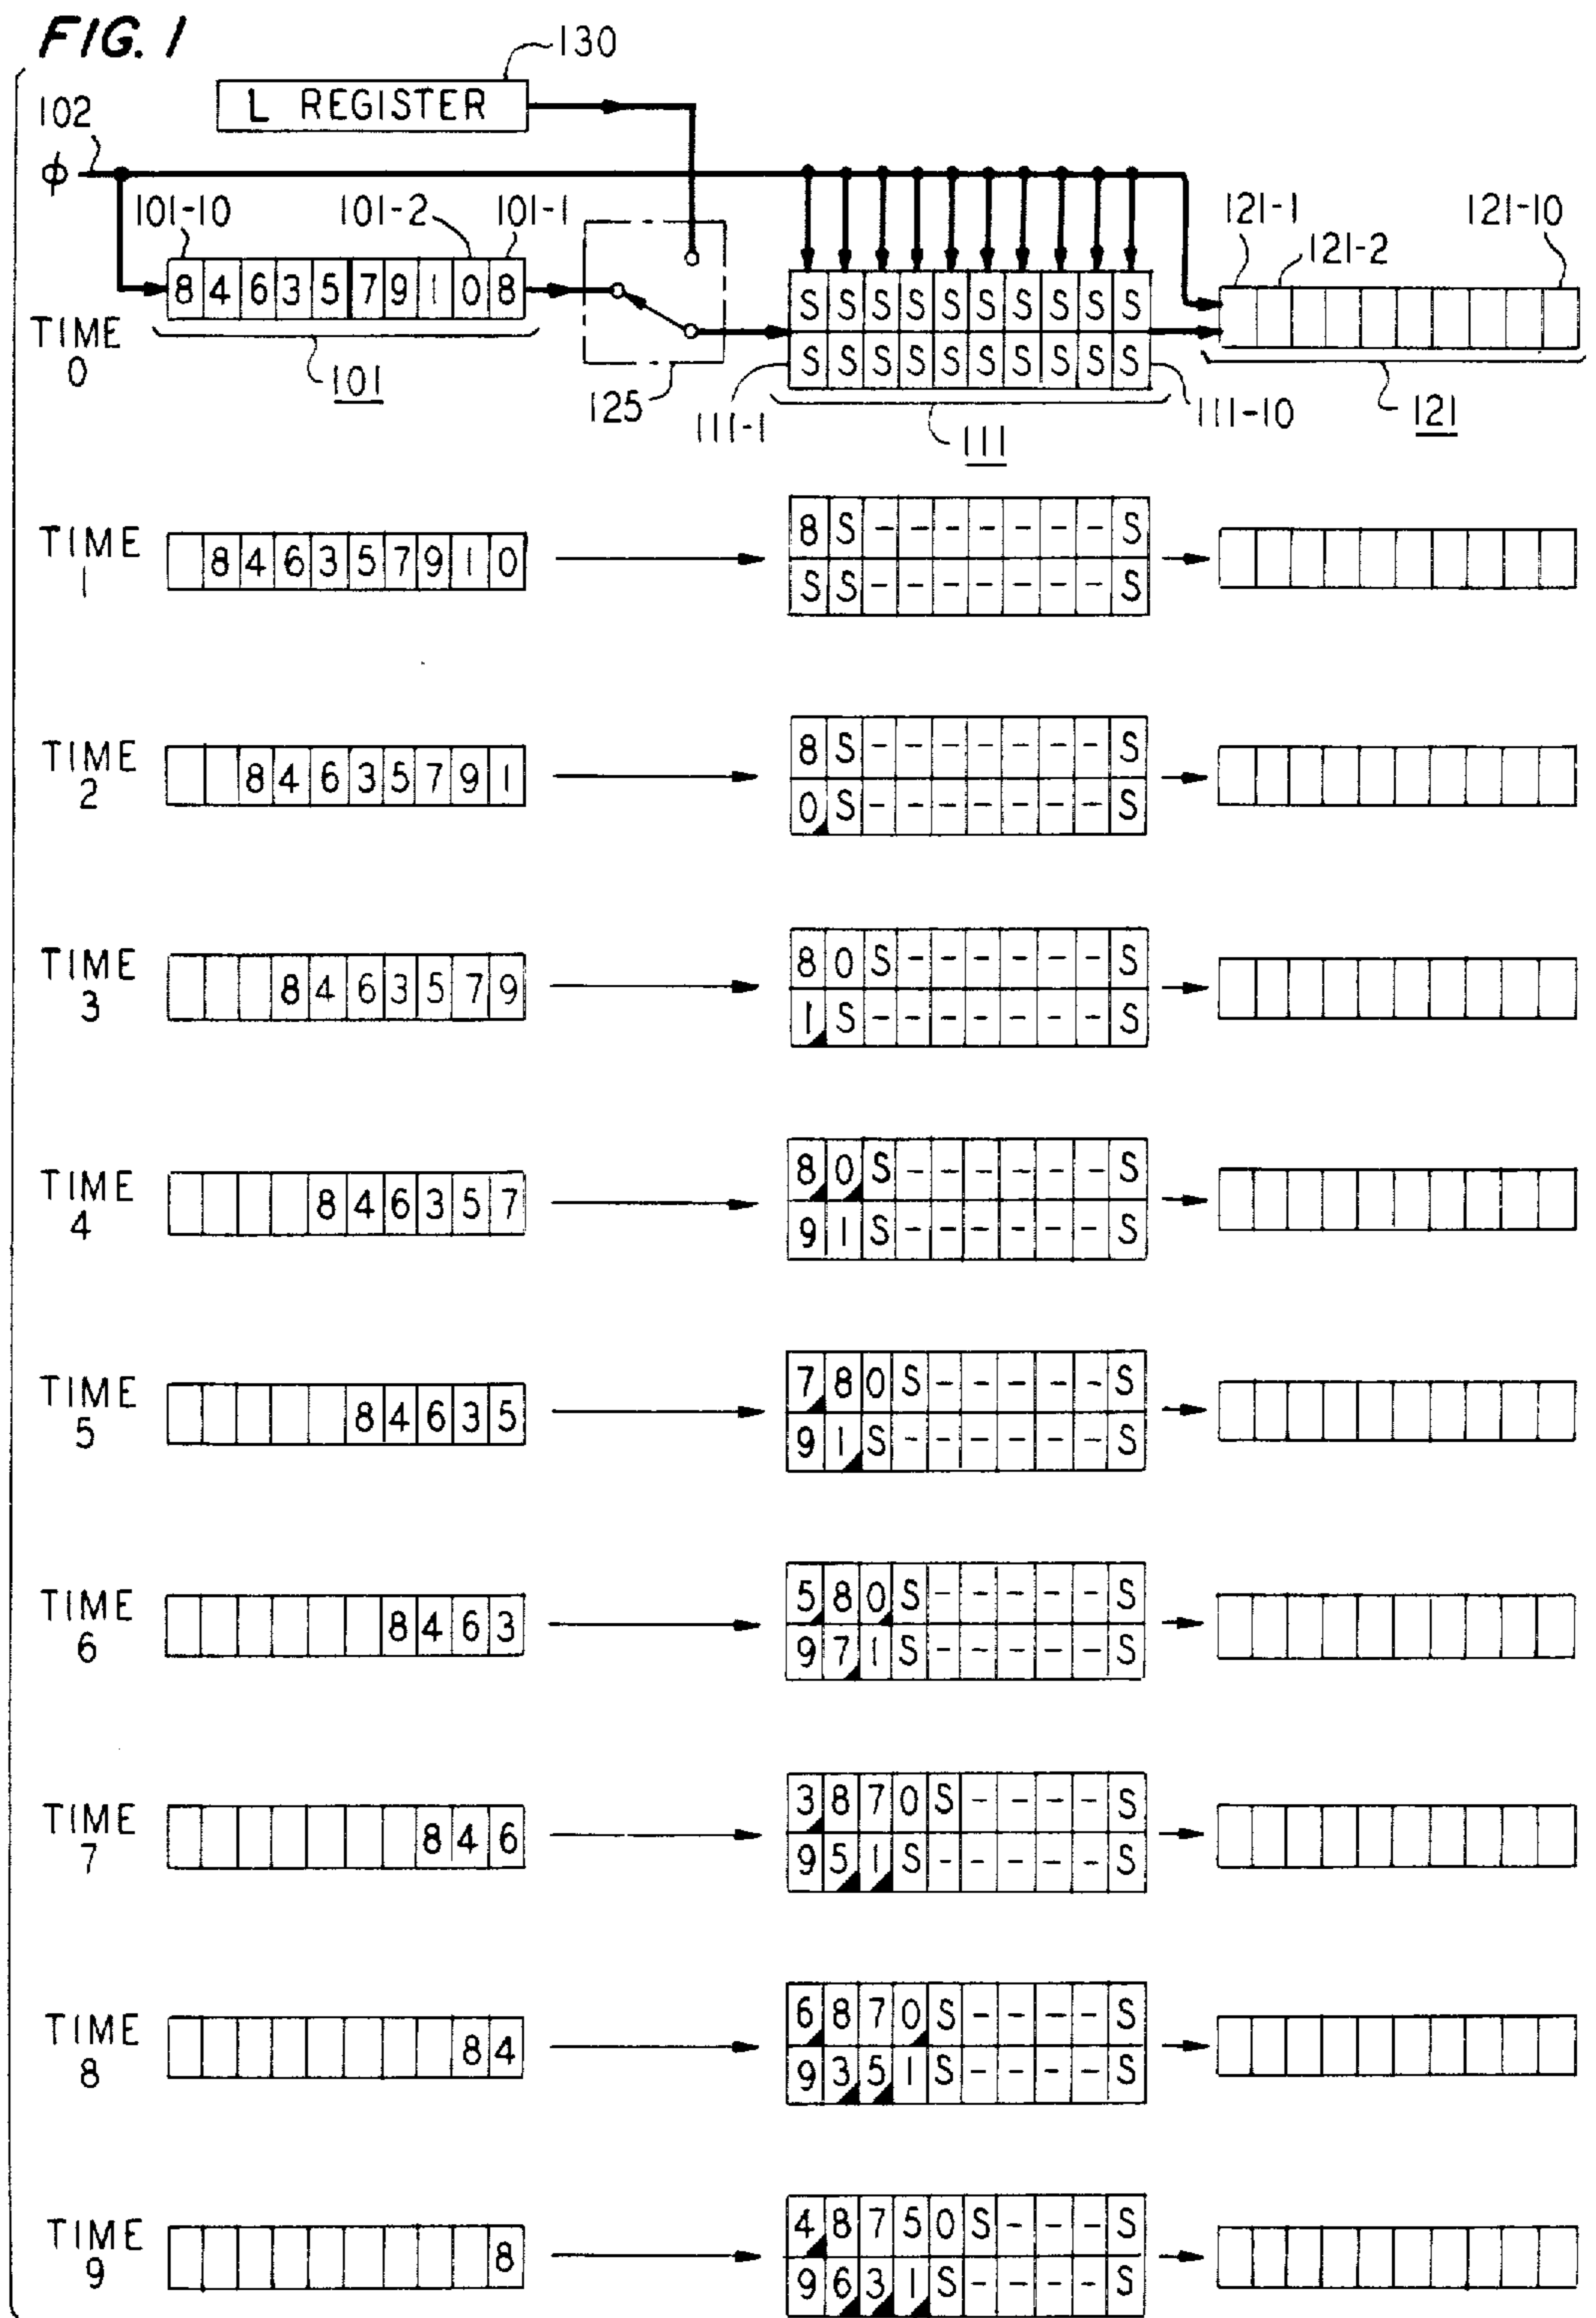 FIG. 1
130
L REGISTER
102
ϕ
101-10 101-2 101-1 121-1 121-2 121-10
8 4 6 3 5 7 9 1 0 8
S S S S S S S S S S
S S S S S S S S S S
TIME 0
101
125
111-1
111
111-10
121
TIME 1
8 4 6 3 5 7 9 1 0
8 S - - - - - - - S
S S - - - - - - - S
TIME 2
8 4 6 3 5 7 9 1
8 S - - - - - - - S
0 S - - - - - - - S
TIME 3
8 4 6 3 5 7 9
8 0 S - - - - - - S
1 S - - - - - - - S
TIME 4
8 4 6 3 5 7
8 0 S - - - - - - S
9 1 S - - - - - - S
TIME 5
8 4 6 3 5
7 8 0 S - - - - - S
9 1 S - - - - - - S
TIME 6
8 4 6 3
5 8 0 S - - - - - S
9 7 1 S - - - - - S
TIME 7
8 4 6
3 8 7 0 S - - - - S
9 5 1 S - - - - - S
TIME 8
8 4
6 8 7 0 S - - - - S
9 3 5 1 S - - - - S
TIME 9
8
4 8 7 5 0 S - - - S
9 6 3 1 S - - - - S